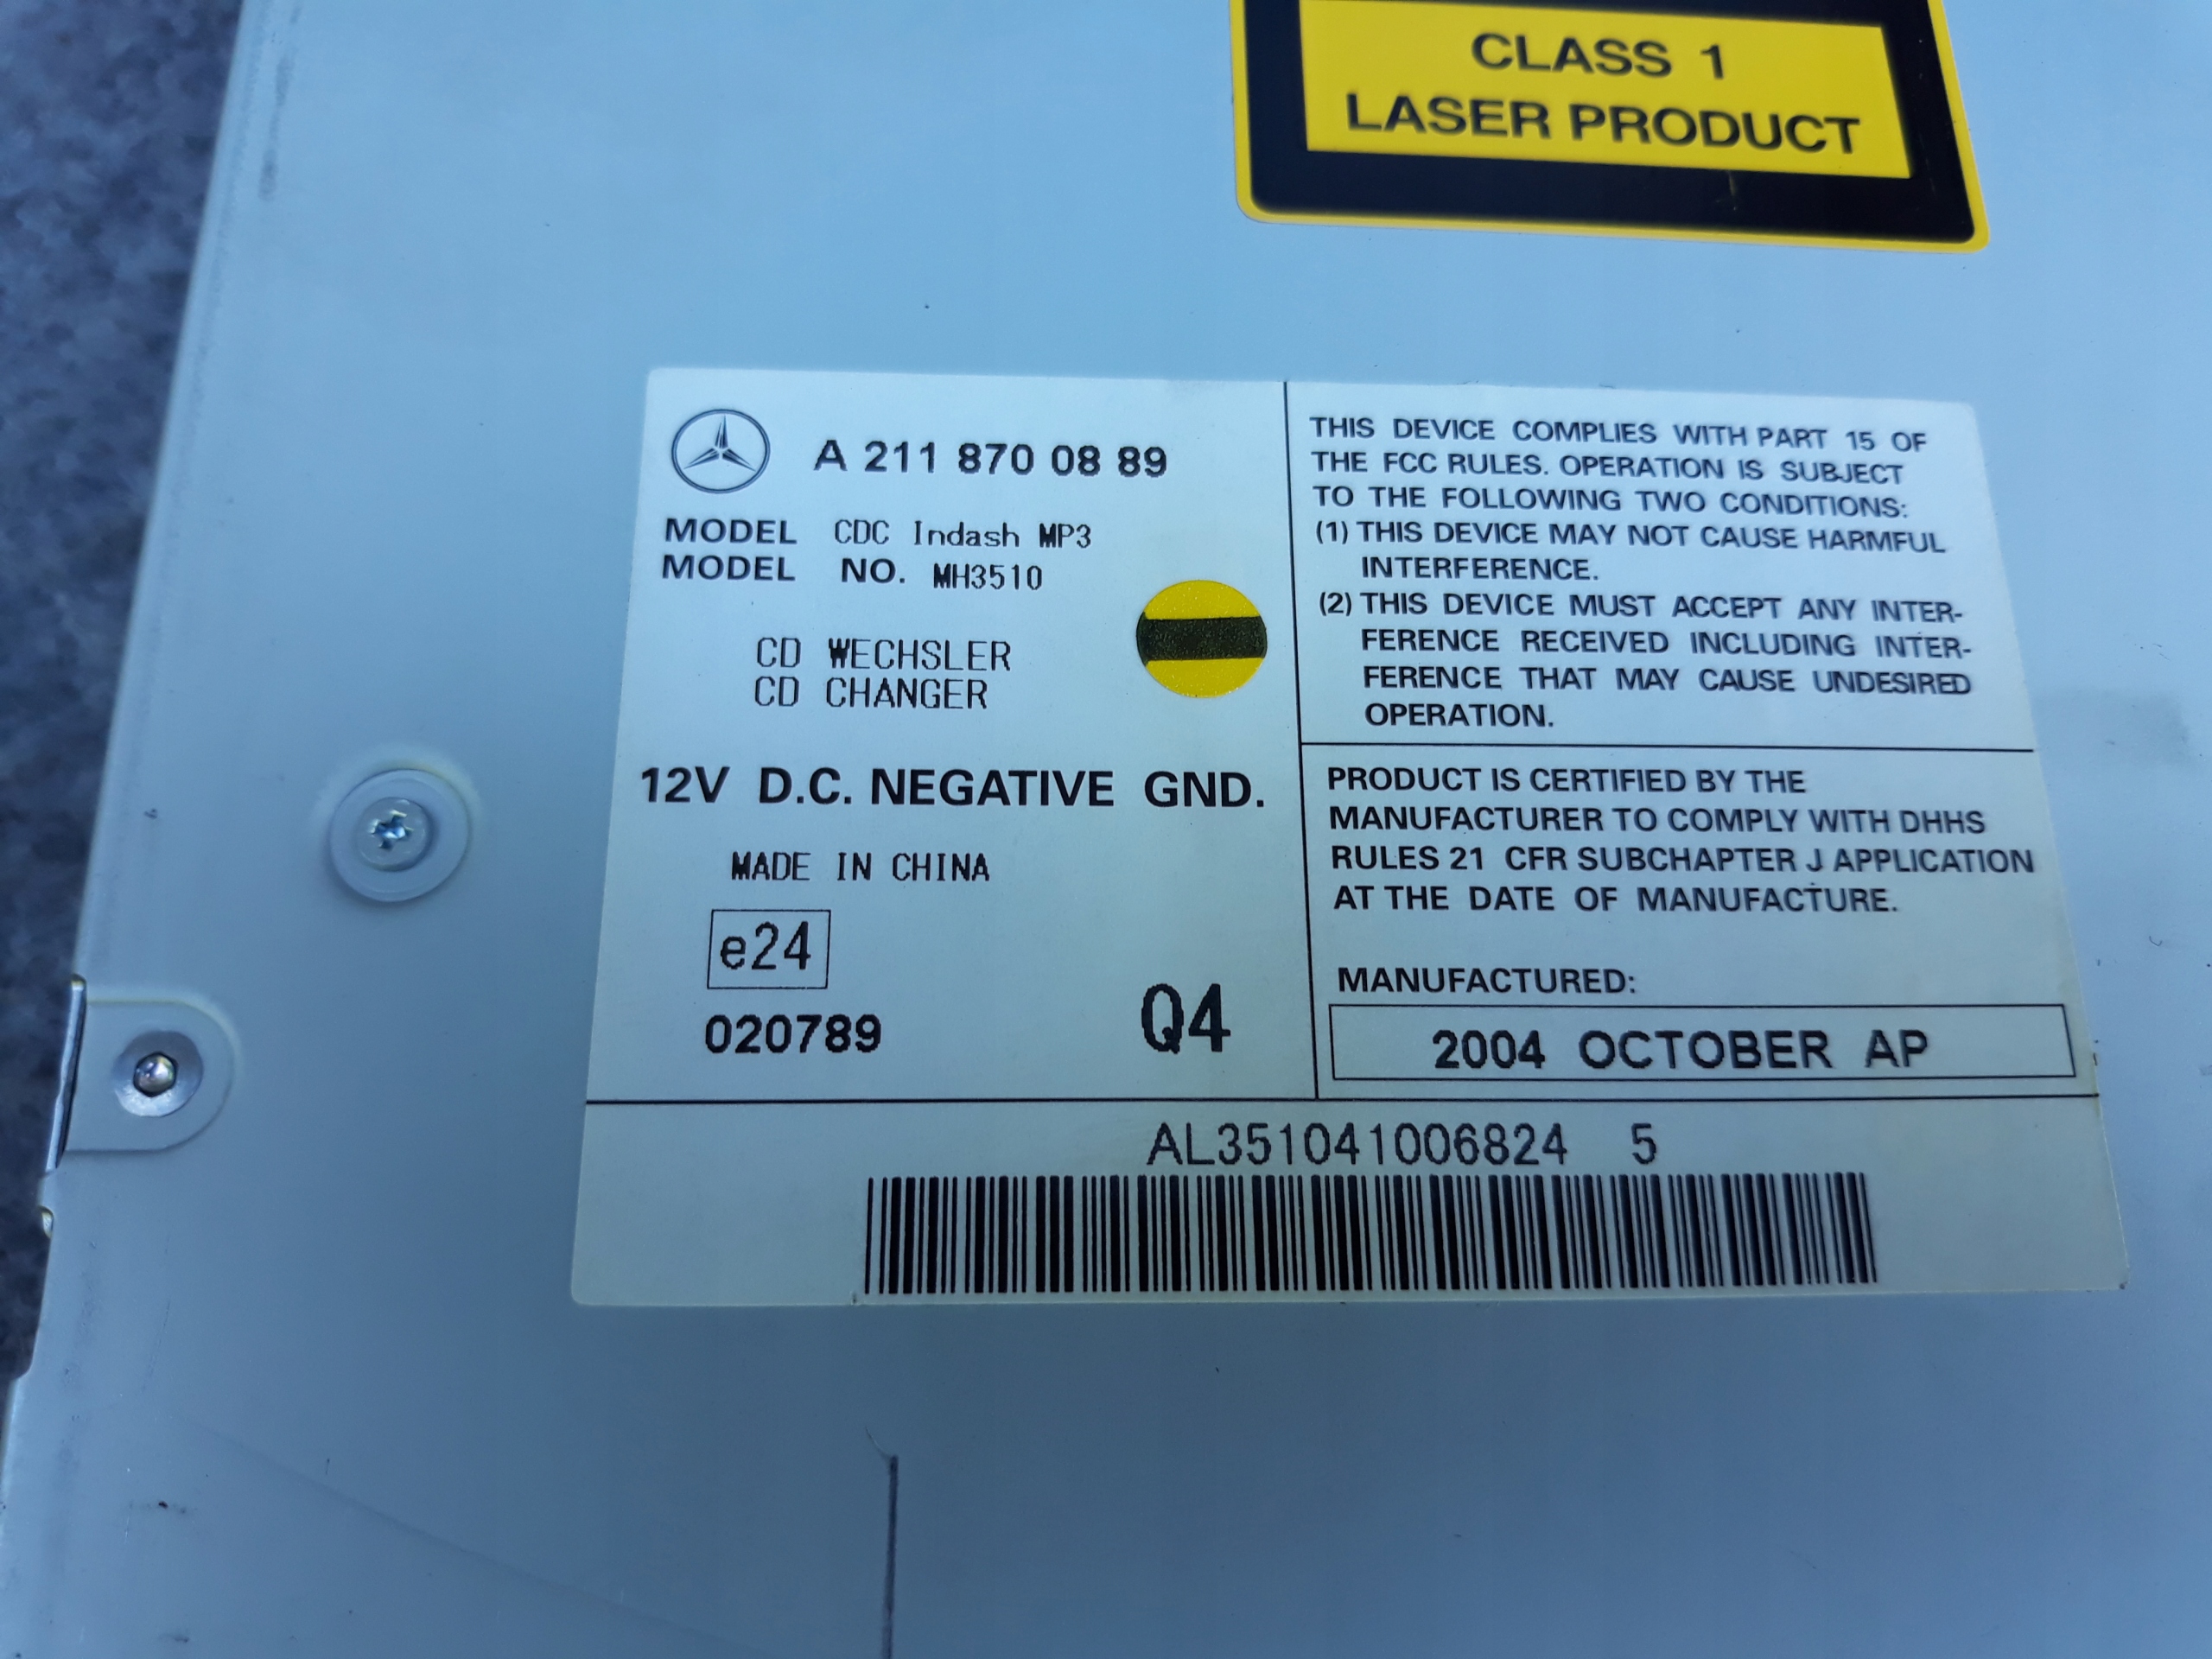 CLASS 1
LASER PRODUCT
A 211 870 08 89
MODEL CDC Indash MP3
MODEL NO. MH3510
CD WECHSLER
CD CHANGER
12V D.C. NEGATIVE GND.
MADE IN CHINA
e24
020789
Q4
THIS DEVICE COMPLIES WITH PART 15 OF
THE FCC RULES. OPERATION IS SUBJECT
TO THE FOLLOWING TWO CONDITIONS:
(1) THIS DEVICE MAY NOT CAUSE HARMFUL
INTERFERENCE.
(2) THIS DEVICE MUST ACCEPT ANY INTER-
FERENCE RECEIVED INCLUDING INTER-
FERENCE THAT MAY CAUSE UNDESIRED
OPERATION.
PRODUCT IS CERTIFIED BY THE
MANUFACTURER TO COMPLY WITH DHHS
RULES 21 CFR SUBCHAPTER J APPLICATION
AT THE DATE OF MANUFACTURE.
MANUFACTURED:
2004 OCTOBER AP
AL351041006824 5